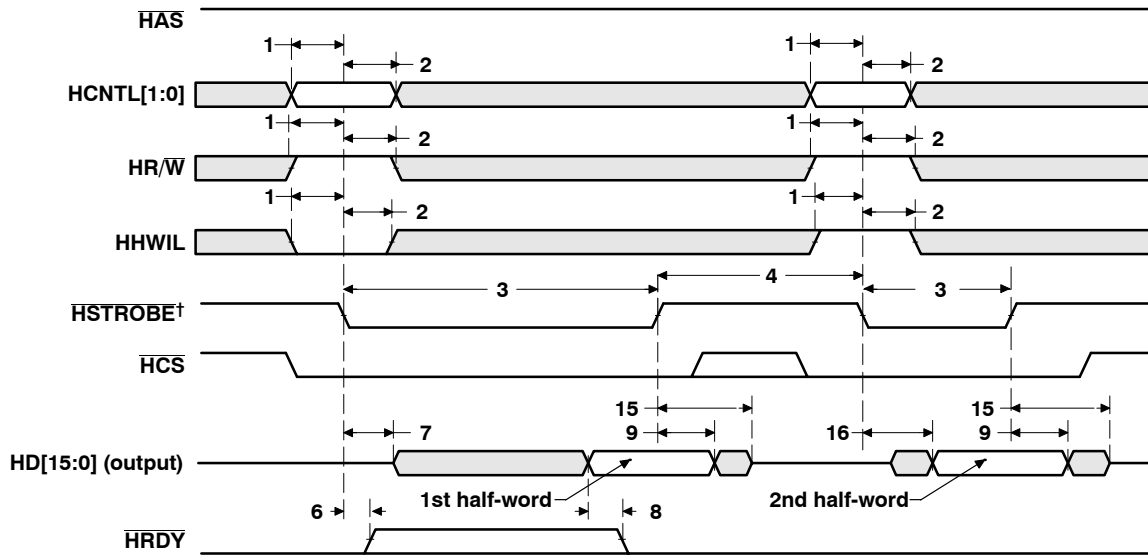 HAS
1
2
1
2
HCNTL[1:0]
1
2
1
2
HR/W
1
2
1
2
HHWIL
3
4
3
HSTROBE†
HCS
7
15
9
16
15
9
HD[15:0] (output)
1st half-word
2nd half-word
6
8
HRDY